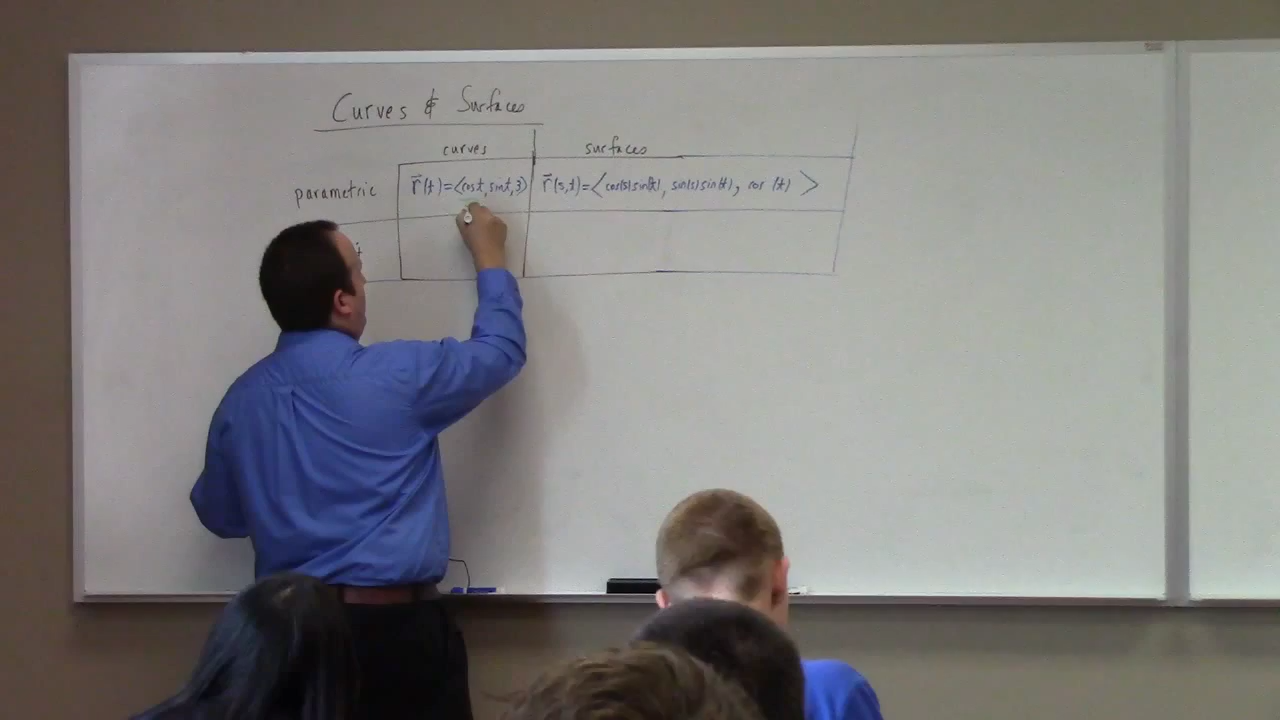 Curves & Surfaces
curves surfaces
parametric r⃗(t)=⟨cost, sint, 3⟩ r⃗(s,t)=⟨cos(s)sin(t), sin(s)sin(t), cos(t)⟩